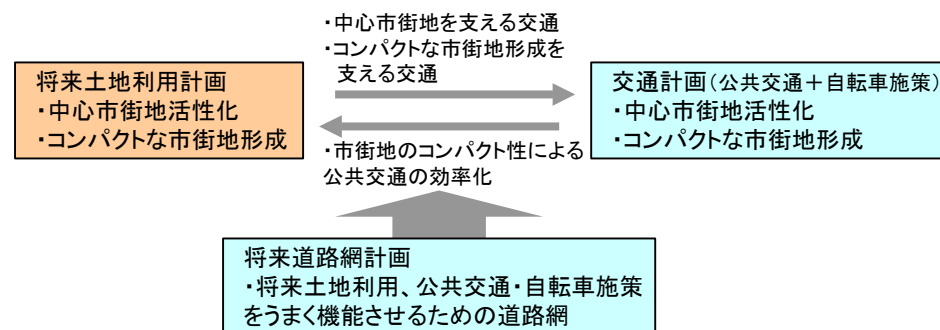 ・中心市街地を支える交通
・コンパクトな市街地形成を
支える交通
将来土地利用計画
・中心市街地活性化
・コンパクトな市街地形成
交通計画(公共交通＋自転車施策)
・中心市街地活性化
・コンパクトな市街地形成
・市街地のコンパクト性による
公共交通の効率化
将来道路網計画
・将来土地利用、公共交通・自転車施策
をうまく機能させるための道路網